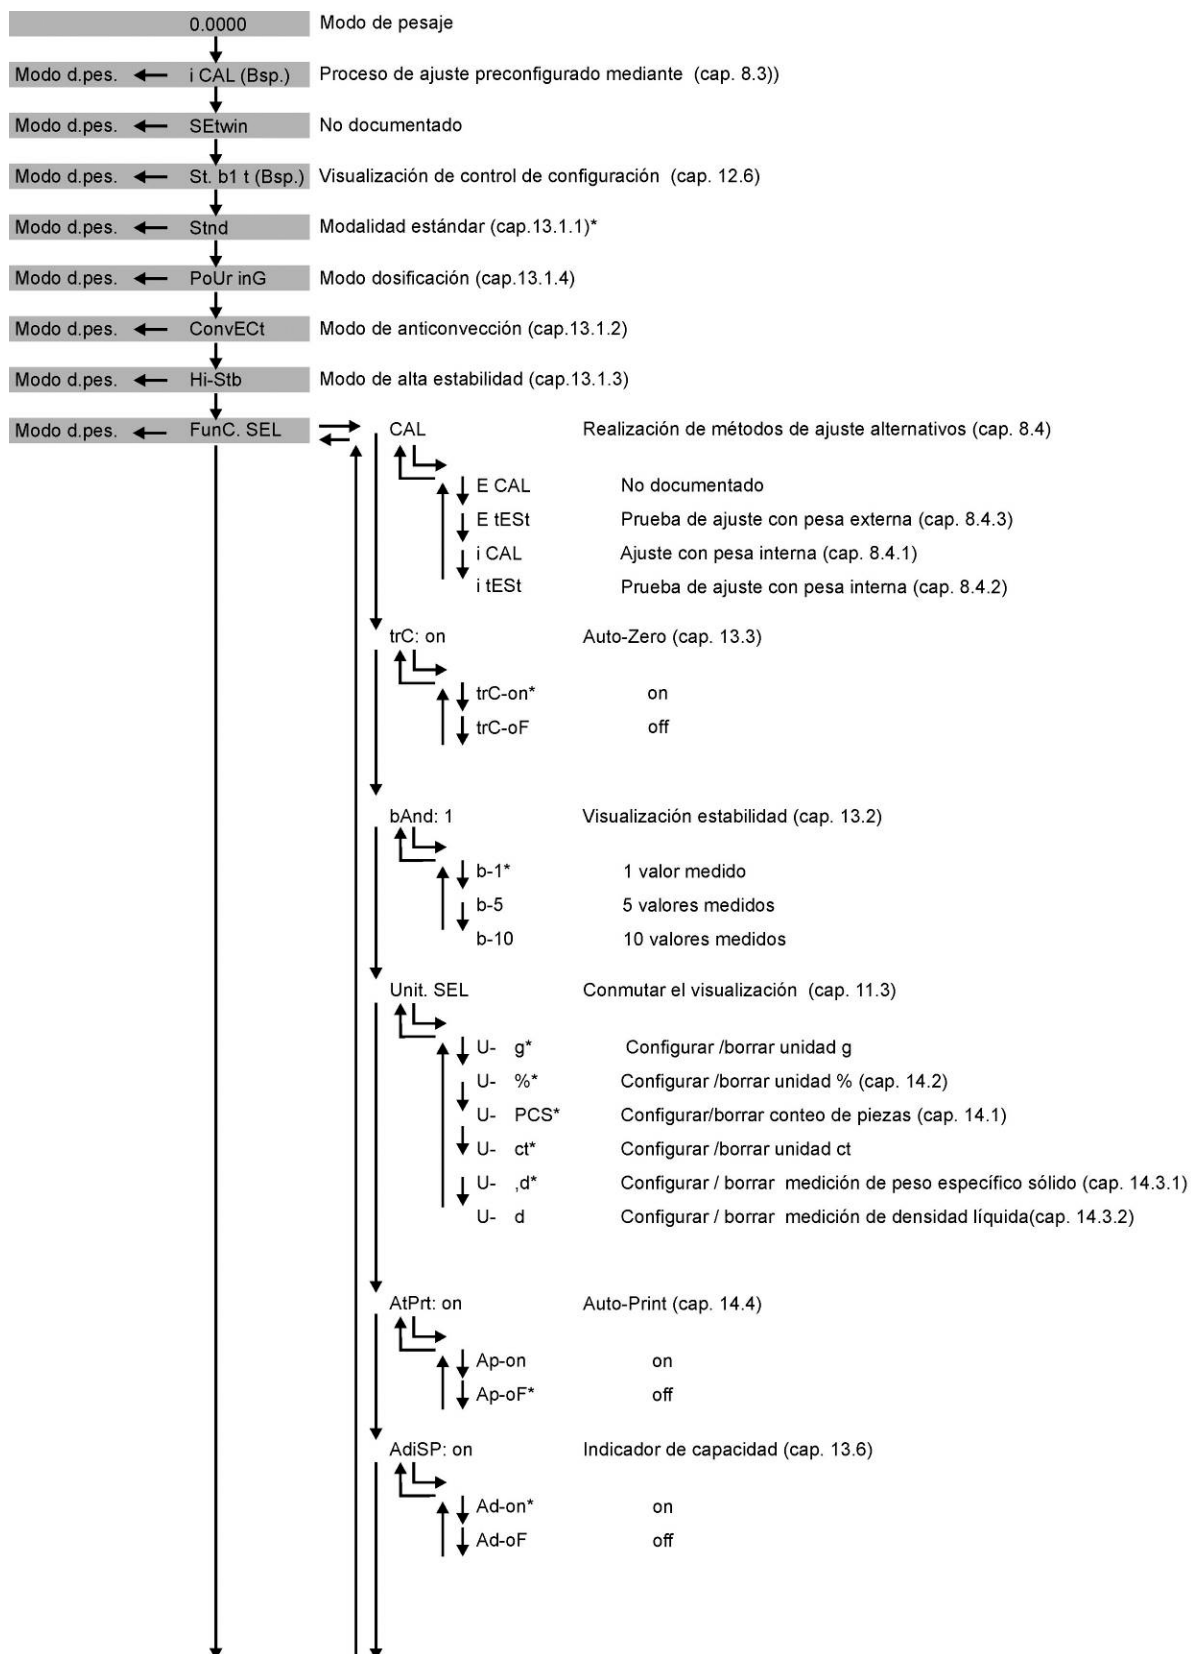 0.0000 Modo de pesaje
Modo d.pes. i CAL (Bsp.) Proceso de ajuste preconfigurado mediante (cap. 8.3))
Modo d.pes. SEtwin No documentado
Modo d.pes. St. b1 t (Bsp.) Visualización de control de configuración (cap. 12.6)
Modo d.pes. Stnd Modalidad estándar (cap.13.1.1)*
Modo d.pes. PoUr inG Modo dosificación (cap.13.1.4)
Modo d.pes. ConvECt Modo de anticonvección (cap.13.1.2)
Modo d.pes. Hi-Stb Modo de alta estabilidad (cap.13.1.3)
Modo d.pes. FunC. SEL CAL Realización de métodos de ajuste alternativos (cap. 8.4)
E CAL No documentado
E tESt Prueba de ajuste con pesa externa (cap. 8.4.3)
i CAL Ajuste con pesa interna (cap. 8.4.1)
i tESt Prueba de ajuste con pesa interna (cap. 8.4.2)
trC: on Auto-Zero (cap. 13.3)
trC-on* on
trC-oF off
bAnd: 1 Visualización estabilidad (cap. 13.2)
b-1* 1 valor medido
b-5 5 valores medidos
b-10 10 valores medidos
Unit. SEL Conmutar el visualización (cap. 11.3)
U- g* Configurar /borrar unidad g
U- %* Configurar /borrar unidad % (cap. 14.2)
U- PCS* Configurar/borrar conteo de piezas (cap. 14.1)
U- ct* Configurar /borrar unidad ct
U- ,d* Configurar / borrar medición de peso específico sólido (cap. 14.3.1)
U- d Configurar / borrar medición de densidad líquida(cap. 14.3.2)
AtPrt: on Auto-Print (cap. 14.4)
Ap-on on
Ap-oF* off
AdiSP: on Indicador de capacidad (cap. 13.6)
Ad-on* on
Ad-oF off